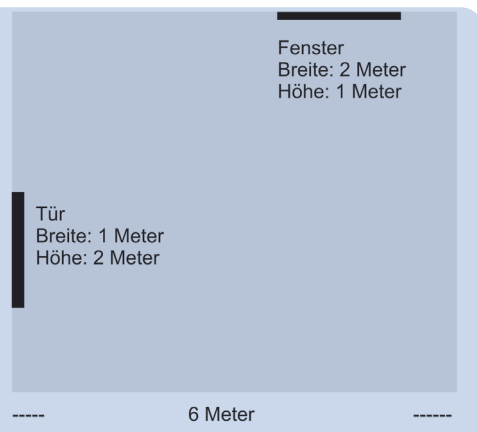 Fenster
Breite: 2 Meter
Höhe: 1 Meter
Tür
Breite: 1 Meter
Höhe: 2 Meter
----- 6 Meter ------